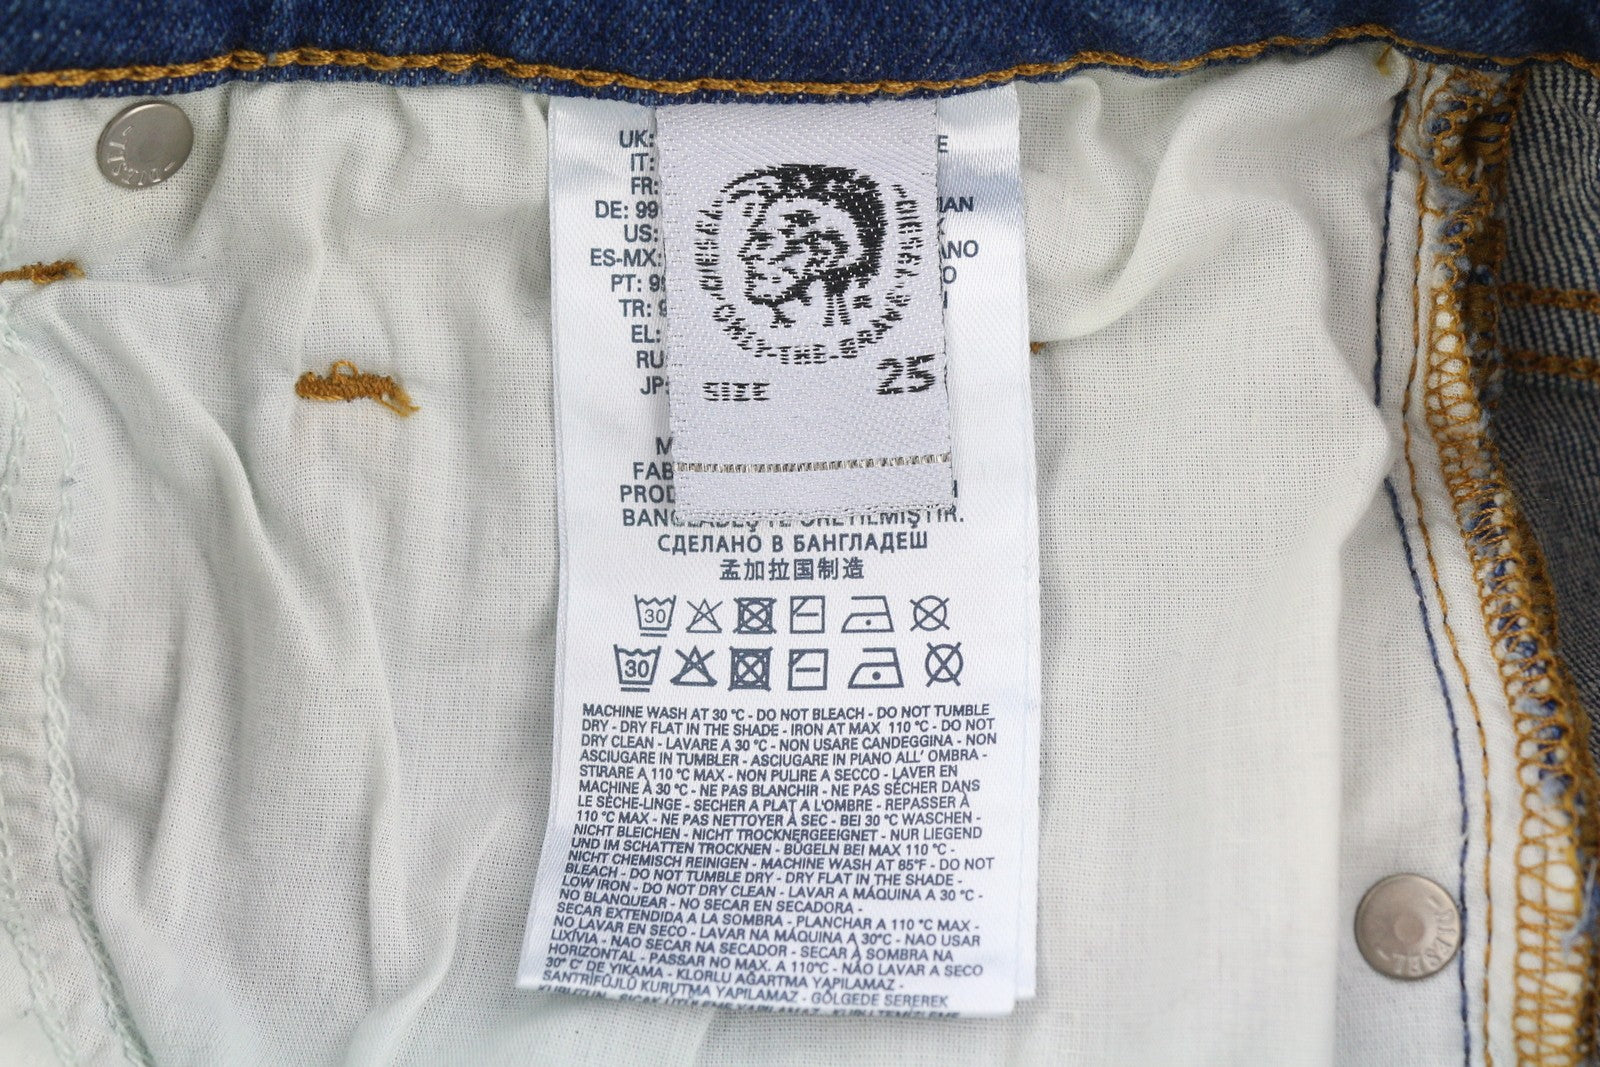 DIESEL
UK:
E
IT:
FR:
DE: 99
US:
ES-MX:
PT: 9
TR: 9
EL:
RU
JP:
DIESEL
DIESEL
ONLY-THE-BRAVE
SIZE 25
FAB
PROD
BANGLADEŞ'TE ÜRETİLMİŞTİR.
СДЕЛАНО В БАНГЛАДЕШ
孟加拉国制造
30
30
MACHINE WASH AT 30 °C - DO NOT BLEACH - DO NOT TUMBLE
DRY - DRY FLAT IN THE SHADE - IRON AT MAX 110 °C - DO NOT
DRY CLEAN - LAVARE A 30 °C - NON USARE CANDEGGINA - NON
ASCIUGARE IN TUMBLER - ASCIUGARE IN PIANO ALL' OMBRA -
STIRARE A 110 °C MAX - NON PULIRE A SECCO - LAVER EN
MACHINE À 30 °C - NE PAS BLANCHIR - NE PAS SÉCHER DANS
LE SÈCHE-LINGE - SECHER A PLAT A L'OMBRE - REPASSER À
110 °C MAX - NE PAS NETTOYER À SEC - BEI 30 °C WASCHEN -
NICHT BLEICHEN - NICHT TROCKNERGEEIGNET - NUR LIEGEND
UND IM SCHATTEN TROCKNEN - BÜGELN BEI MAX 110 °C -
NICHT CHEMISCH REINIGEN - MACHINE WASH AT 85°F - DO NOT
BLEACH - DO NOT TUMBLE DRY - DRY FLAT IN THE SHADE -
LOW IRON - DO NOT DRY CLEAN - LAVAR A MÁQUINA A 30 °C -
NO BLANQUEAR - NO SECAR EN SECADORA -
SECAR EXTENDIDA A LA SOMBRA - PLANCHAR A 110 °C MAX -
NO LAVAR EN SECO - LAVAR NA MÁQUINA A 30°C - NAO USAR
LIXÍVIA - NAO SECAR NA SECADOR - SECAR À SOMBRA NA
HORIZONTAL - PASSAR NO MAX. A 110°C - NÃO LAVAR A SECO
30° C' DE YIKAMA - KLORLU AĞARTMA YAPILAMAZ -
SANTRİFÜJLÜ KURUTMA YAPILAMAZ - GÖLGEDE SEREREK
DIESEL